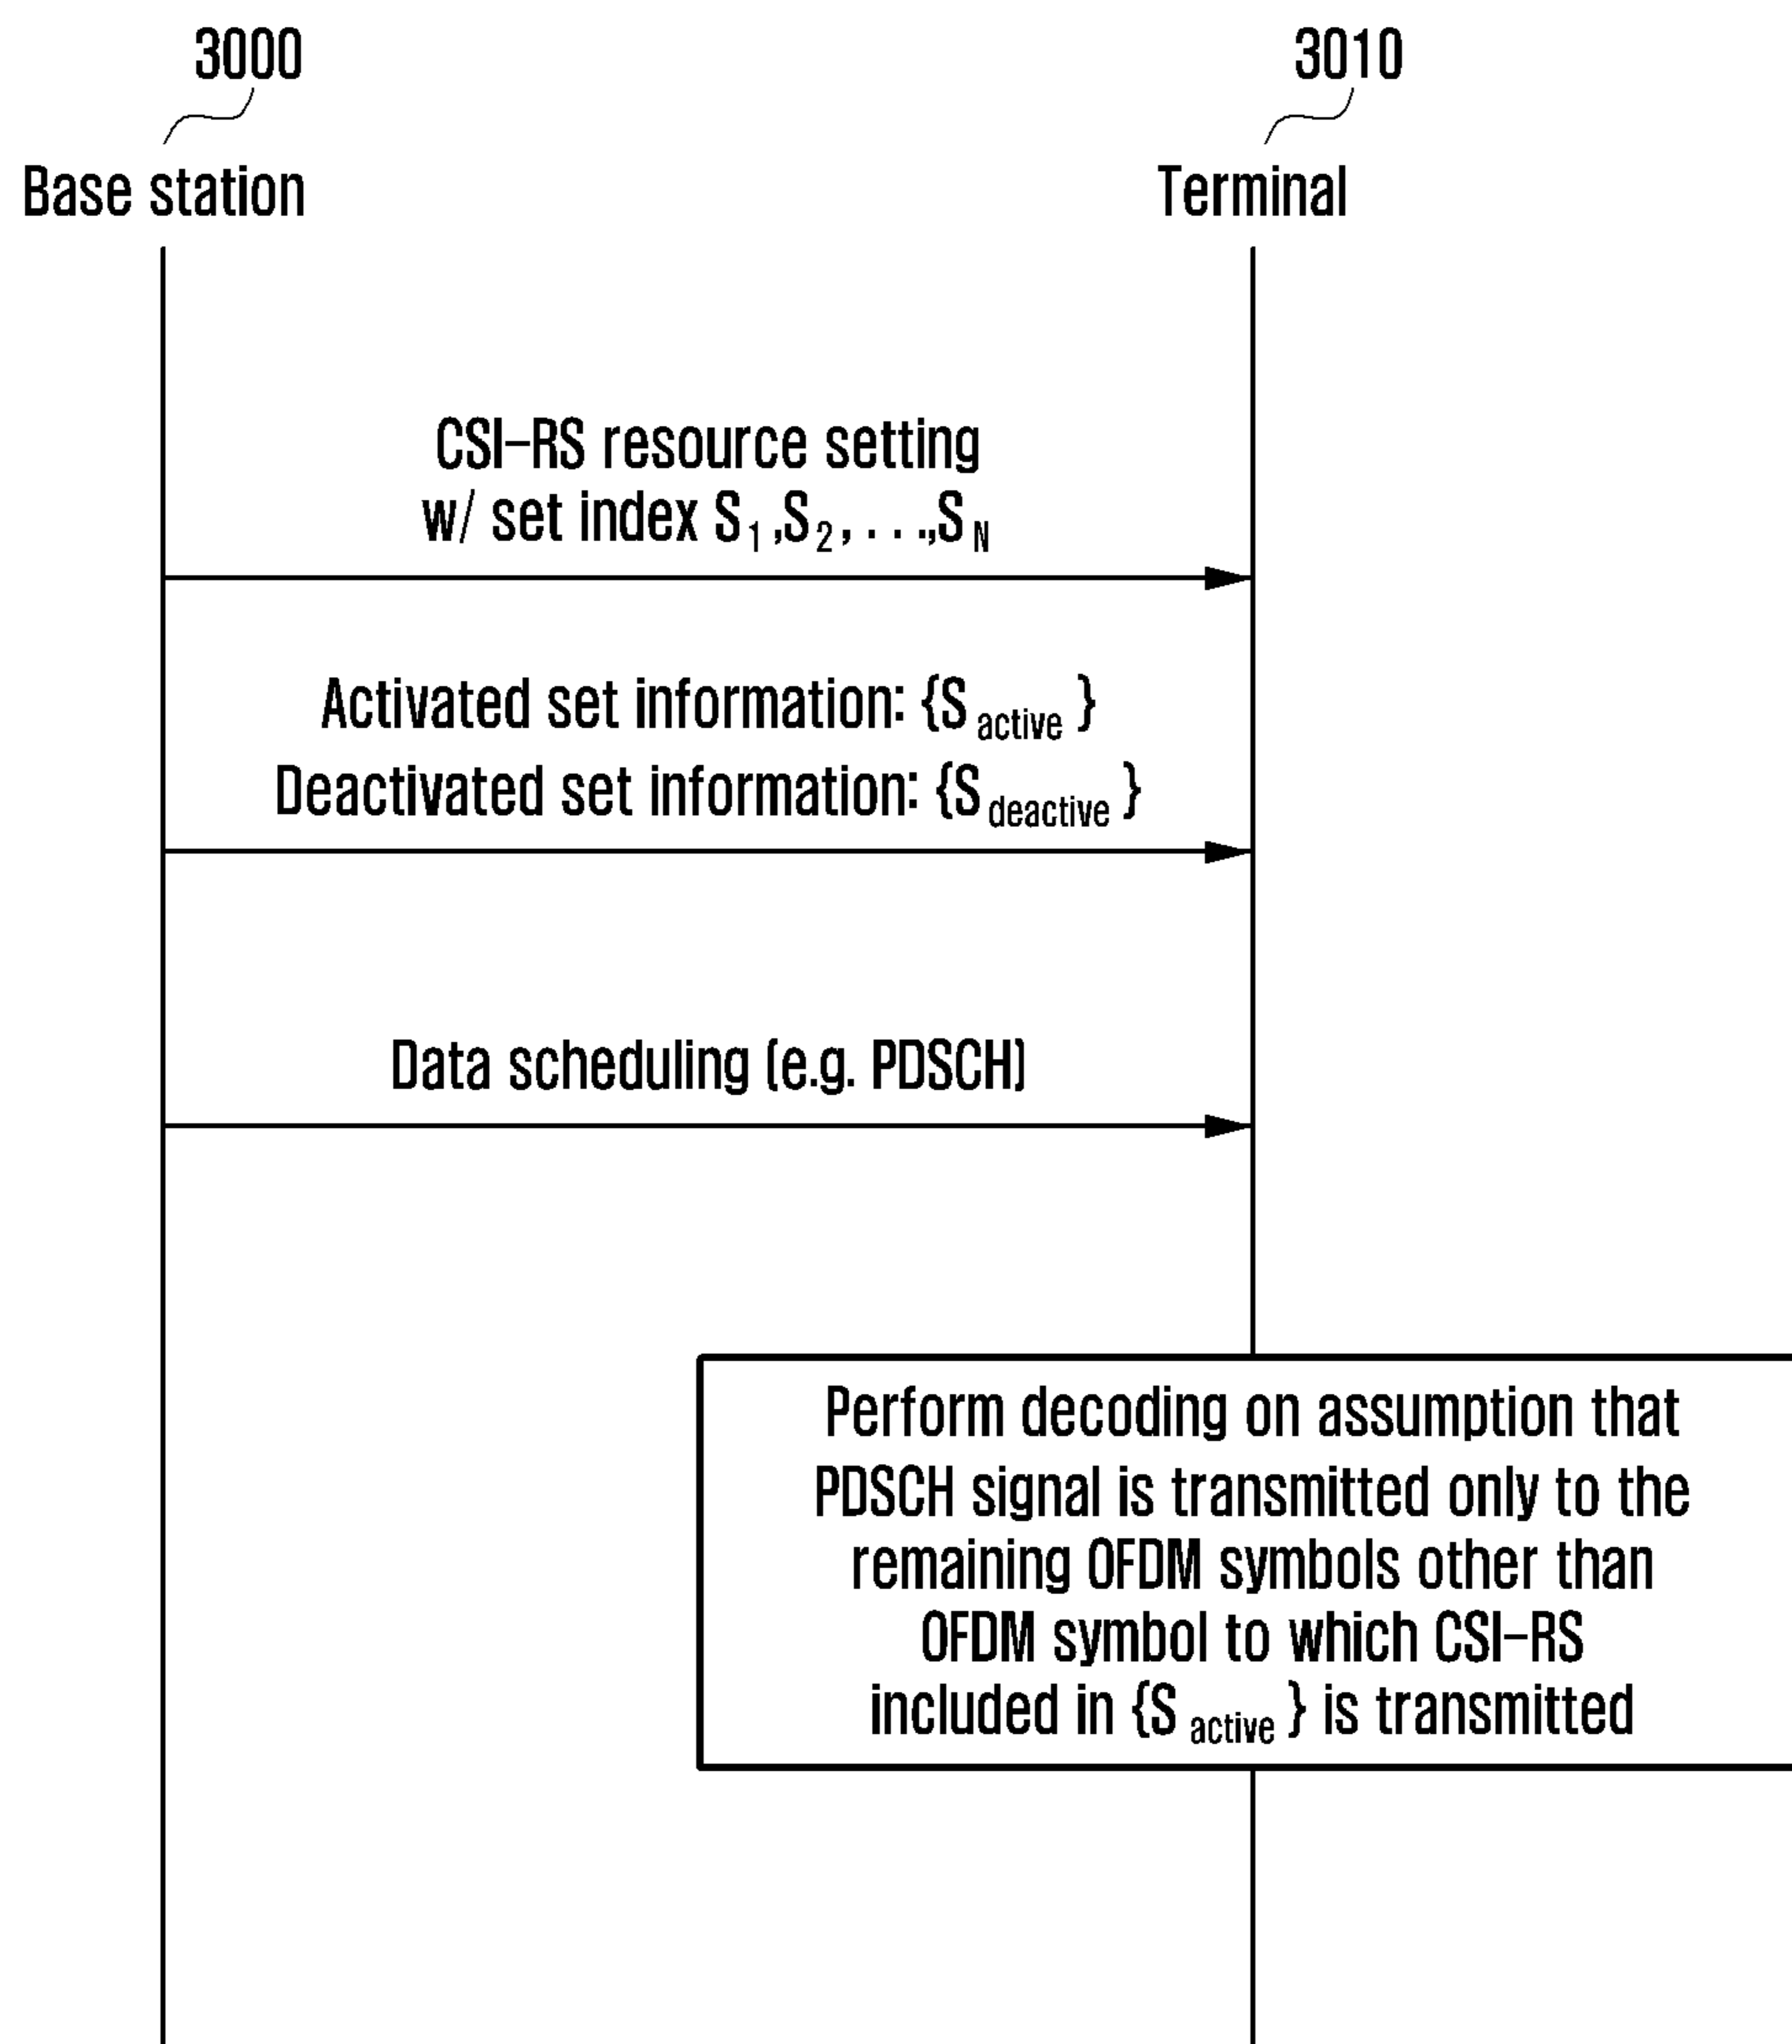 3000
3010
Base station
Terminal
CSI–RS resource setting
w/ set index S1,S2, . . .,SN
Activated set information: {Sactive}
Deactivated set information: {Sdeactive}
Data scheduling (e.g. PDSCH)
Perform decoding on assumption that
PDSCH signal is transmitted only to the
remaining OFDM symbols other than
OFDM symbol to which CSI–RS
included in {Sactive} is transmitted